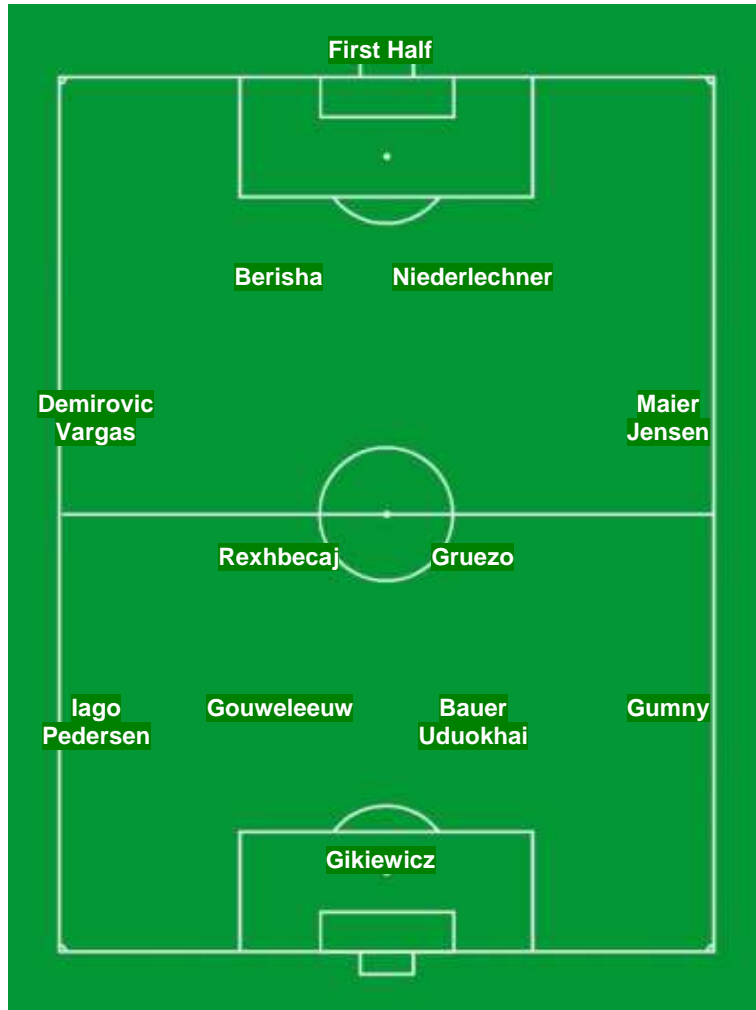 First Half
Berisha Niederlechner
Demirovic Maier
Vargas Jensen
Rexhbecaj Gruezo
Iago Gouweleeuw Bauer Gumny
Pedersen Uduokhai
Gikiewicz